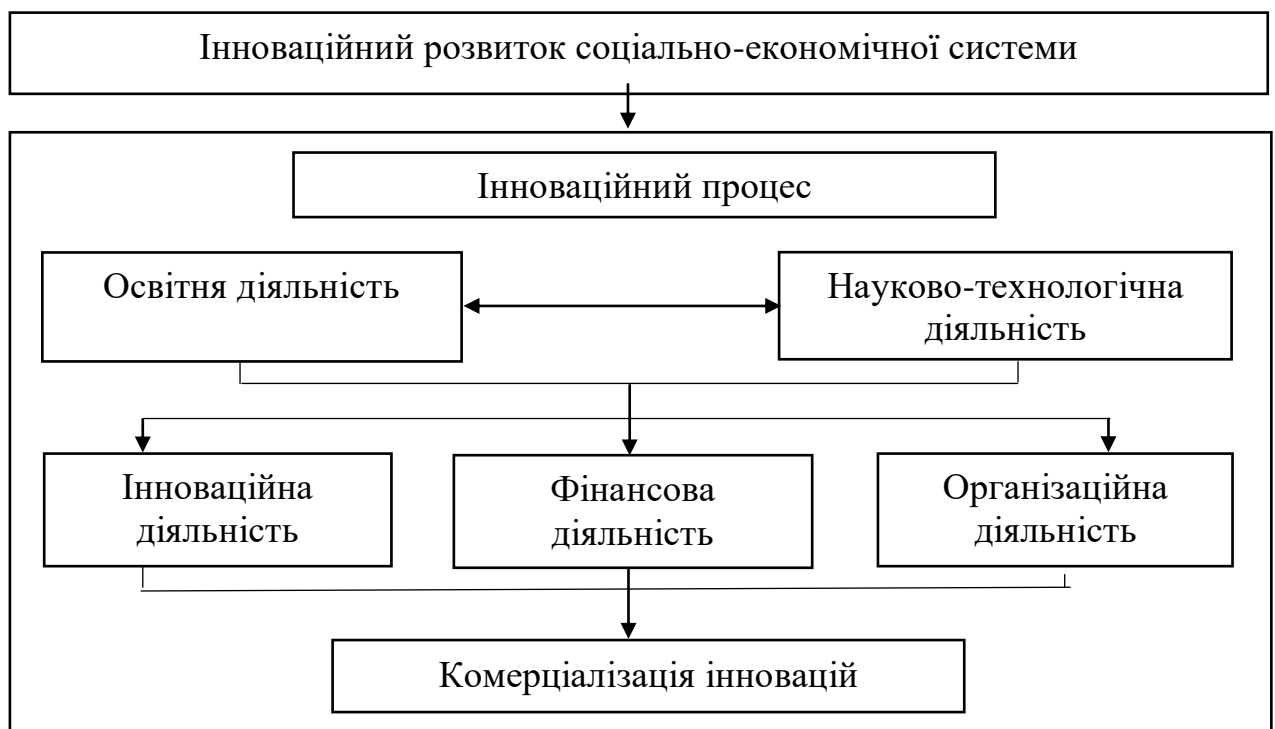 Інноваційний розвиток соціально-економічної системи
Інноваційний процес
Освітня діяльність
Науково-технологічна
діяльність
Інноваційна
діяльність
Фінансова
діяльність
Організаційна
діяльність
Комерціалізація інновацій